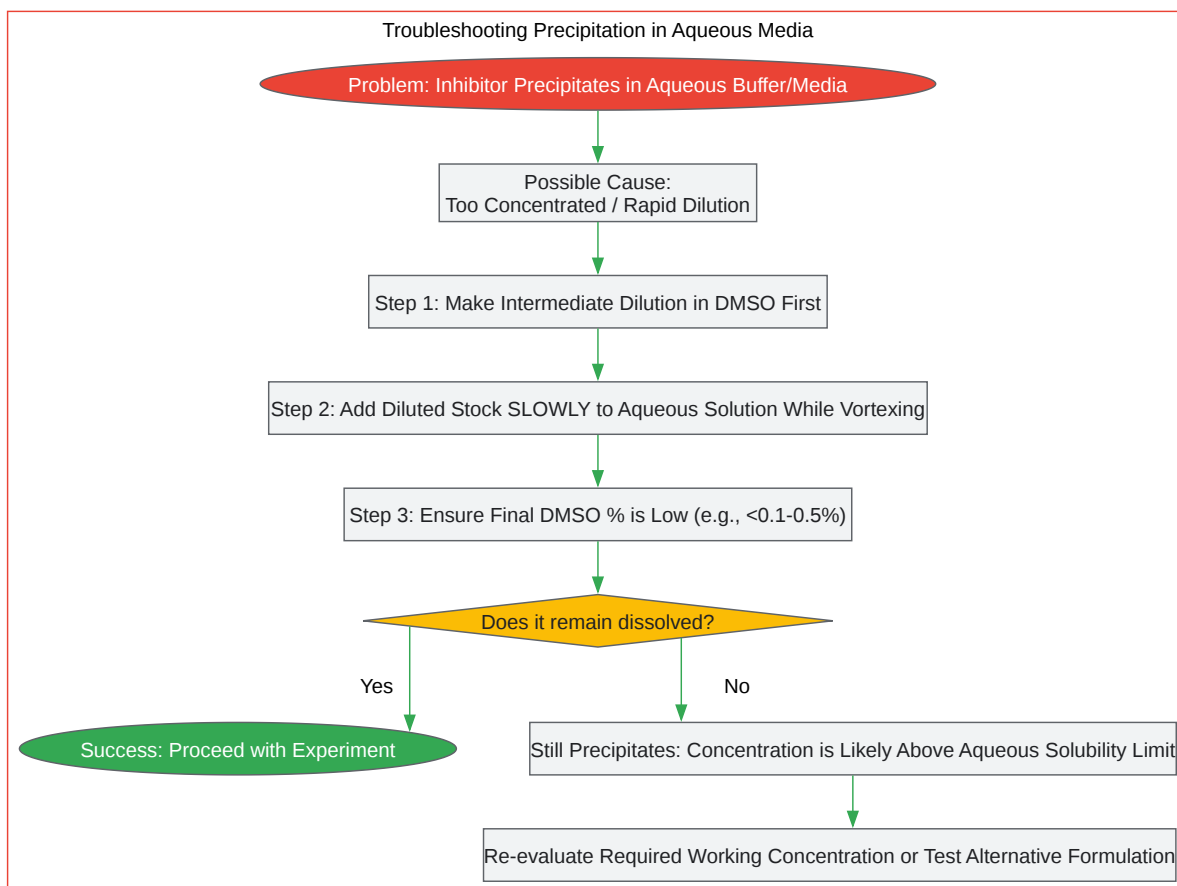 Troubleshooting Precipitation in Aqueous Media
Problem: Inhibitor Precipitates in Aqueous Buffer/Media
Possible Cause:
Too Concentrated / Rapid Dilution
Step 1: Make Intermediate Dilution in DMSO First
Step 2: Add Diluted Stock SLOWLY to Aqueous Solution While Vortexing
Step 3: Ensure Final DMSO % is Low (e.g., <0.1-0.5%)
Does it remain dissolved?
Yes
No
Success: Proceed with Experiment
Still Precipitates: Concentration is Likely Above Aqueous Solubility Limit
Re-evaluate Required Working Concentration or Test Alternative Formulation